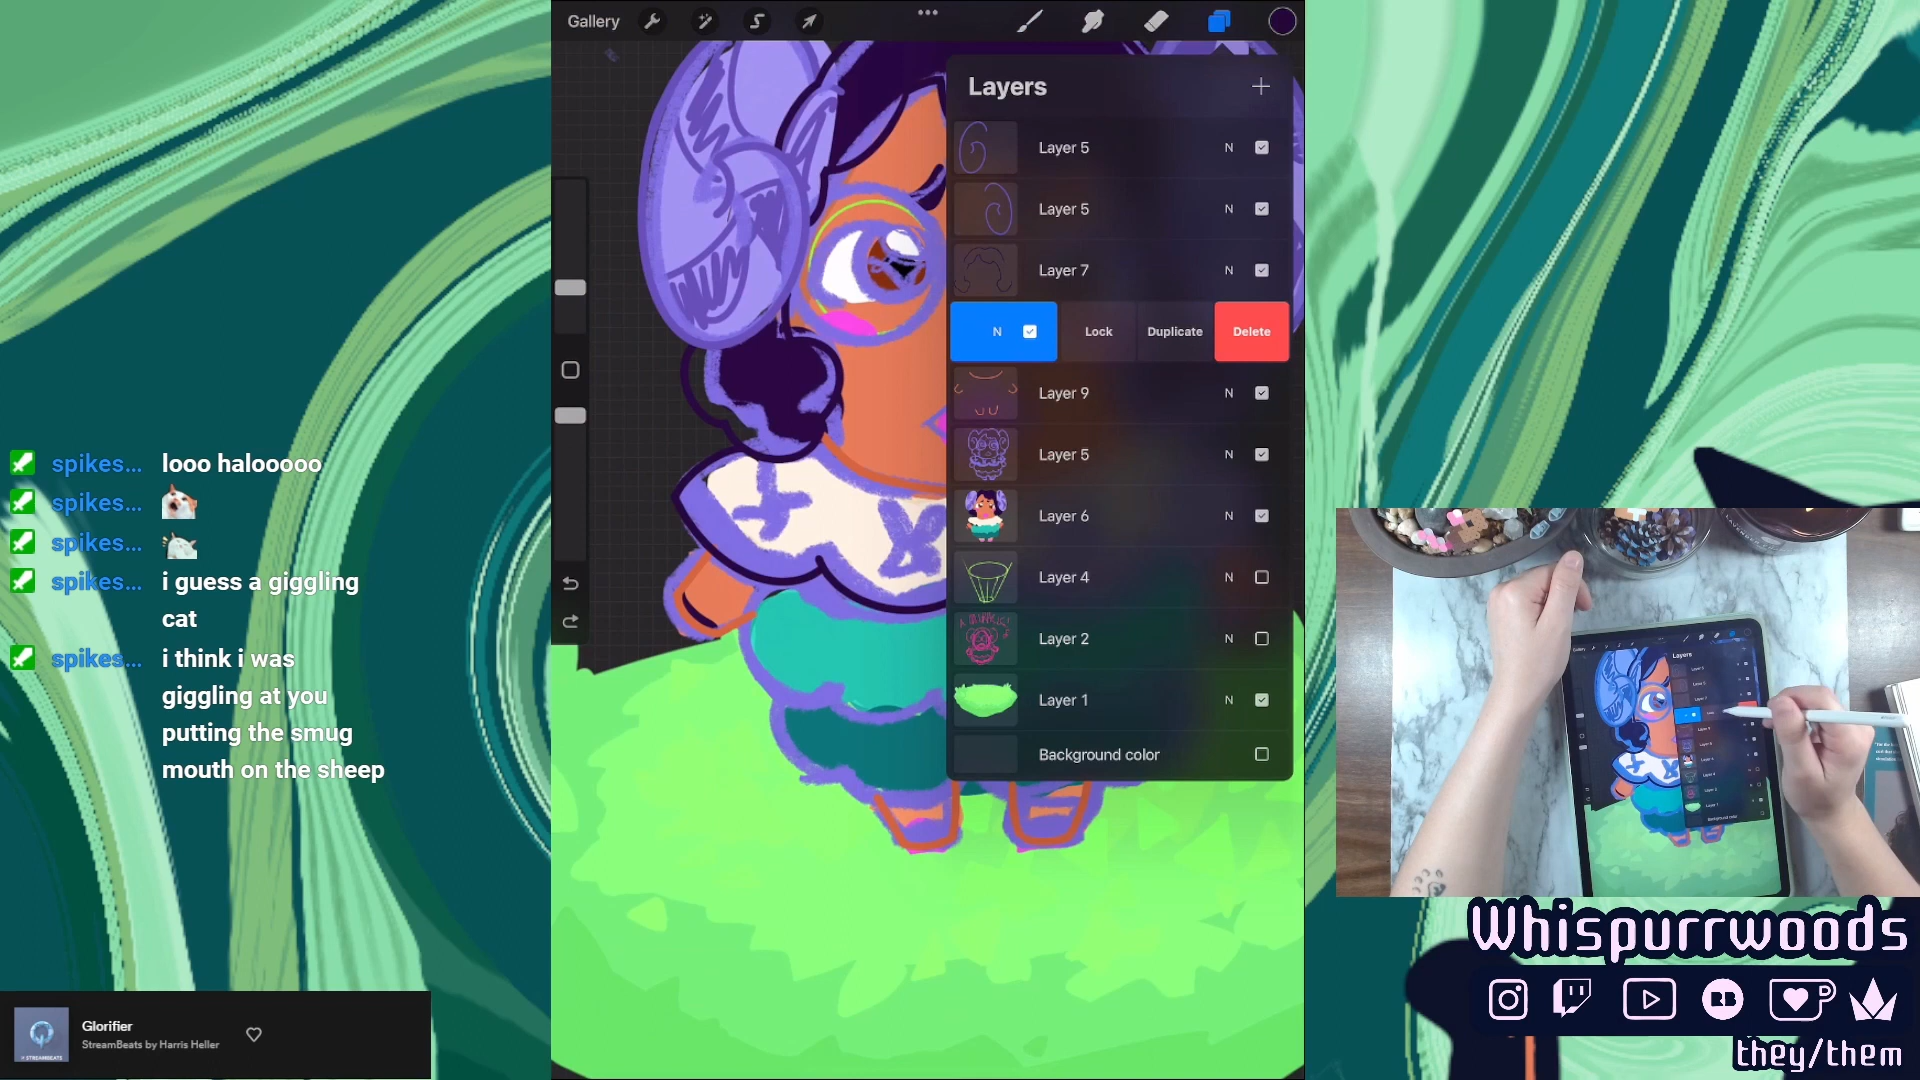 Gallery
Layers
Layer 5 N
Layer 5 N
Layer 7 N
N Lock Duplicate Delete
Layer 9 N
Layer 5 N
Layer 6 N
Layer 4 N
Layer 2 N
Layer 1 N
Background color
spikes... looo halooooo
spikes...
spikes...
spikes... i guess a giggling
cat
spikes... i think i was
giggling at you
putting the smug
mouth on the sheep
Glorifier
StreamBeats by Harris Heller
Whispurrwoods
RB
they/them